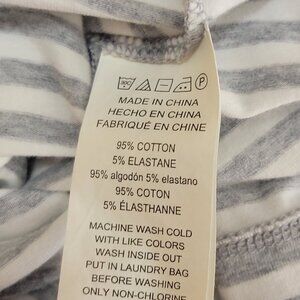 MADE IN CHINA
HECHO EN CHINA
FABRIQUÉ EN CHINE
95% COTTON
5% ELASTANE
95% algodón 5% elastano
95% COTON
5% ÉLASTHANNE
MACHINE WASH COLD
WITH LIKE COLORS
WASH INSIDE OUT
PUT IN LAUNDRY BAG
BEFORE WASHING
ONLY NON-CHLORINE